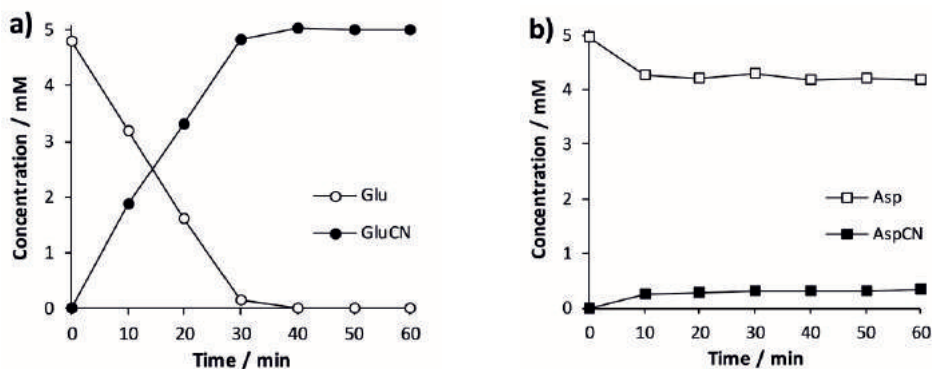 a)
Concentration / mM
5
4
3
2
1
0
Glu
GluCN
0 10 20 30 40 50 60
Time / min
b)
Concentration / mM
5
4
3
2
1
0
Asp
AspCN
0 10 20 30 40 50 60
Time / min